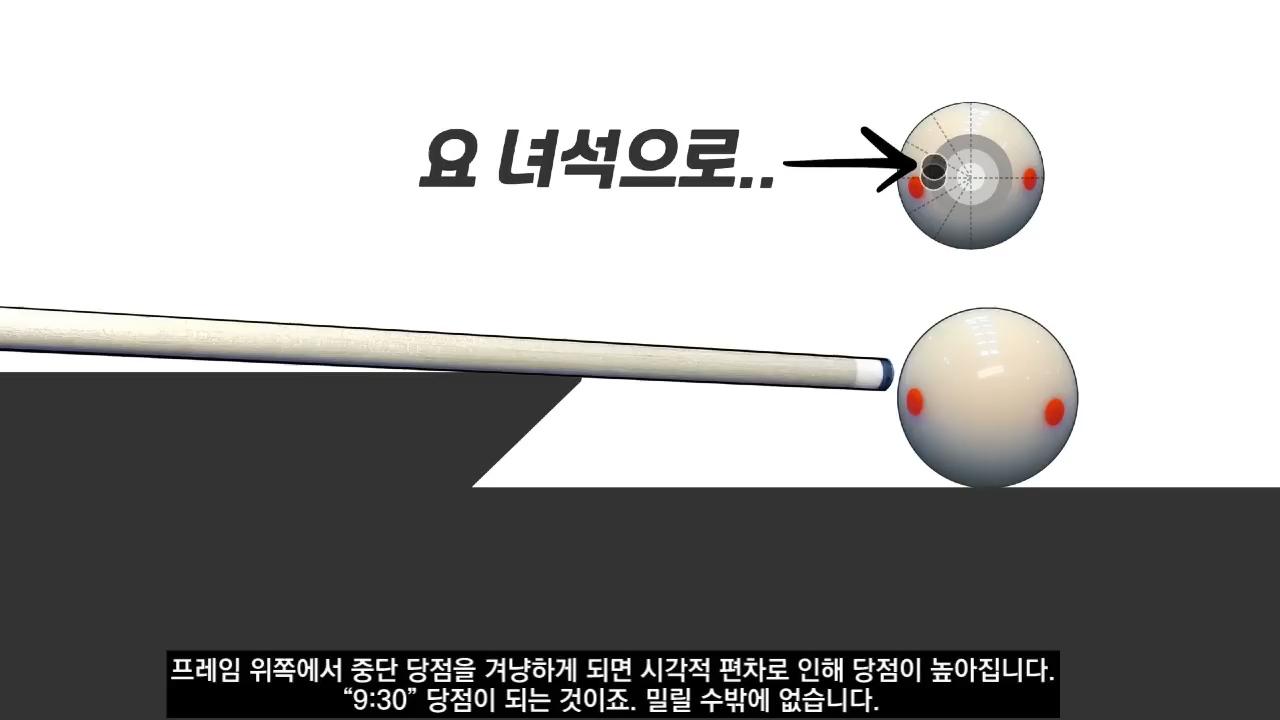 요 녀석으로..
프레임 위쪽에서 중단 당점을 겨냥하게 되면 시각적 편차로 인해 당점이 높아집니다.
“9:30” 당점이 되는 것이죠. 밀릴 수밖에 없습니다.